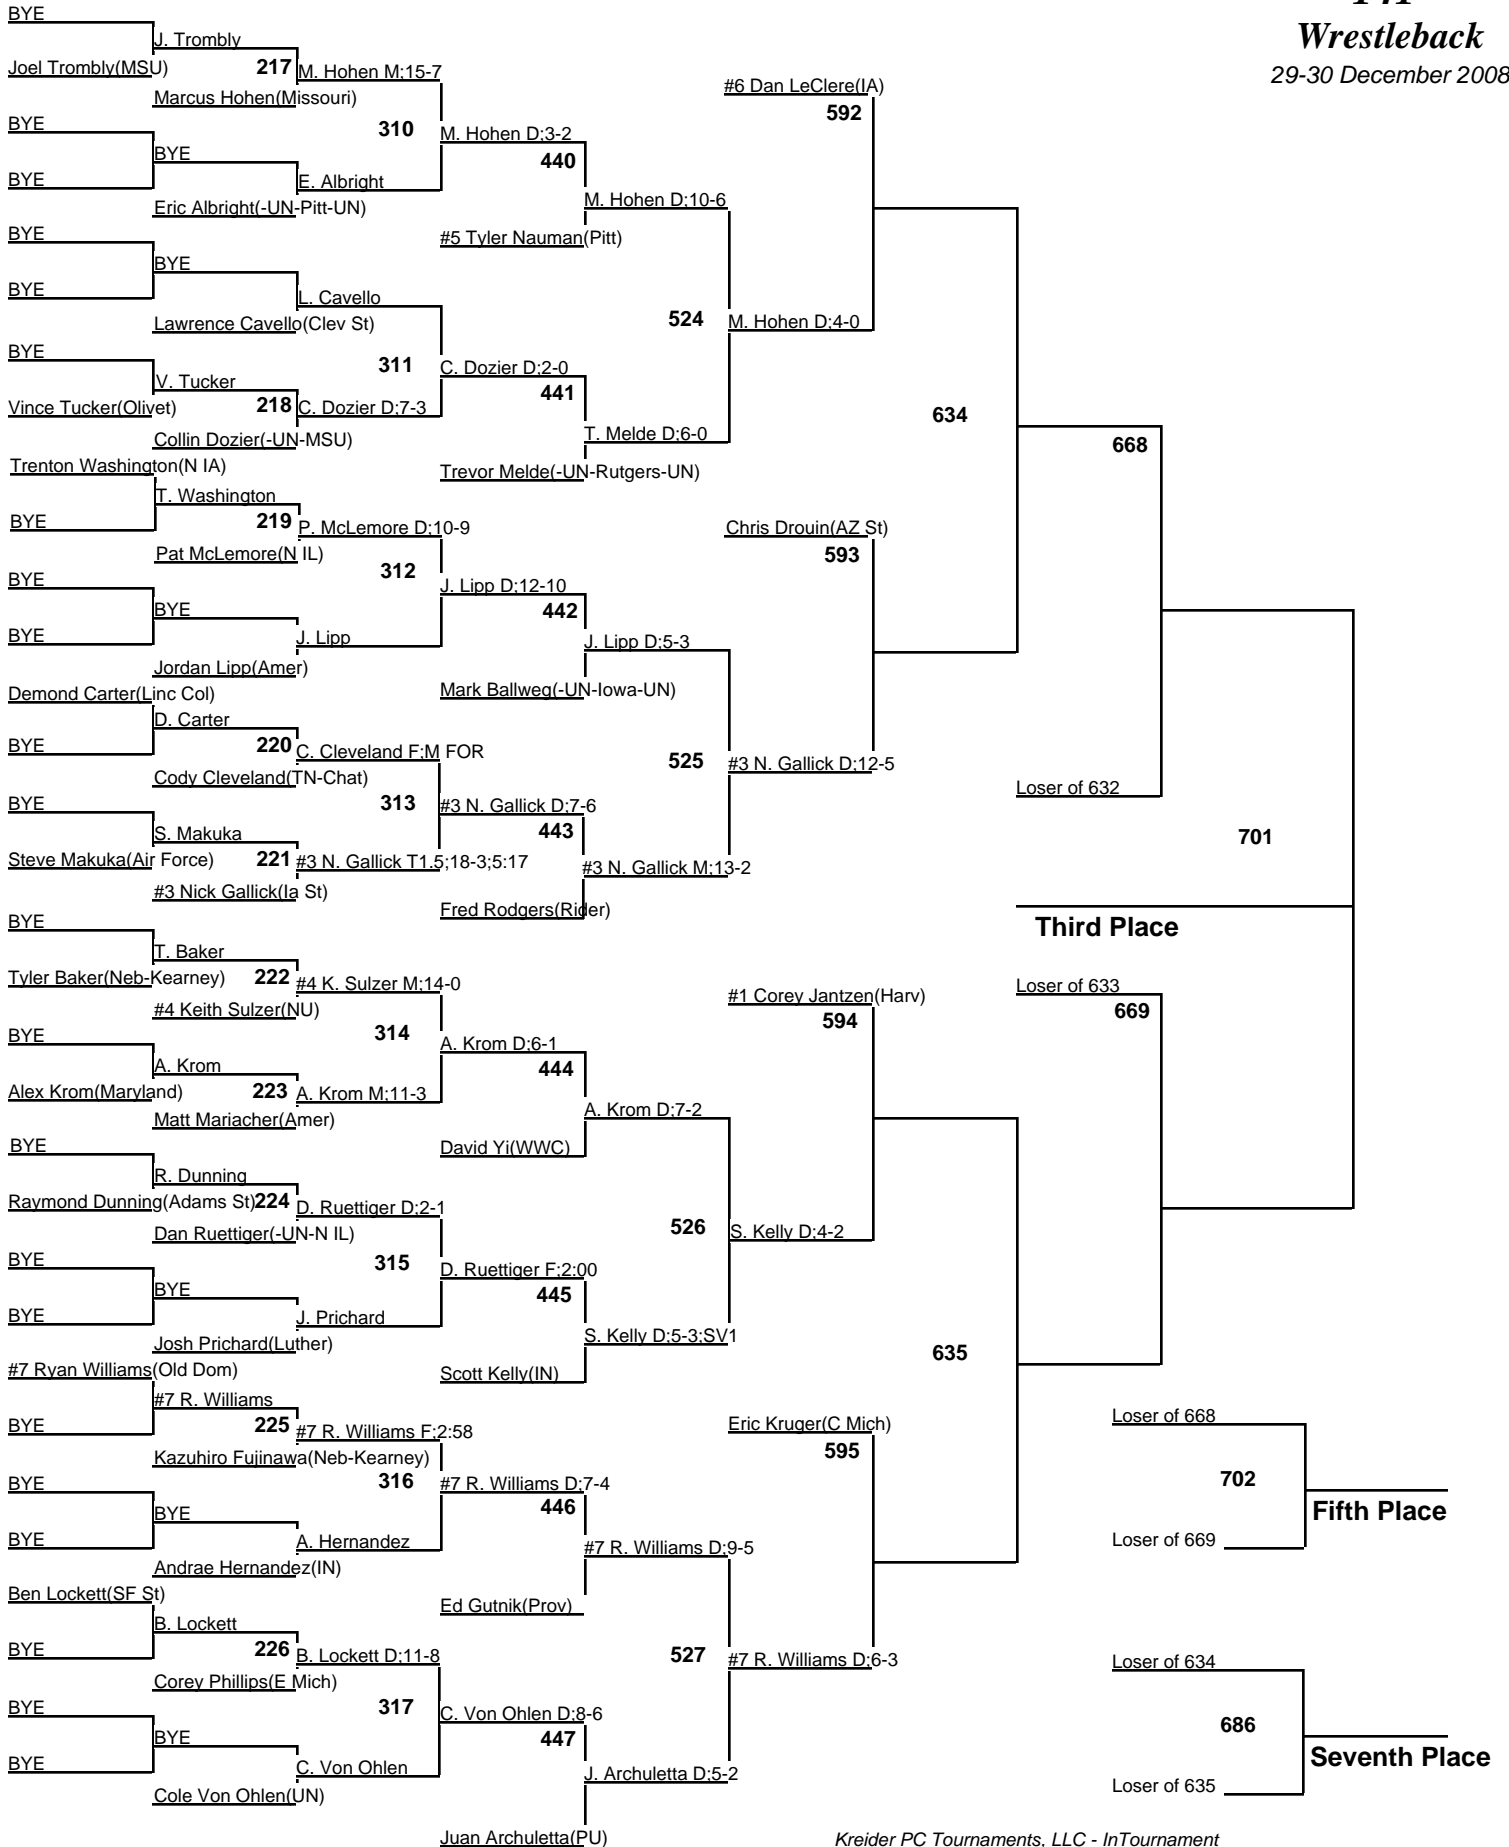 Wrestleback
29-30 December 2008
BYE
J. Trombly
Joel Trombly(MSU)
217
M. Hohen M;15-7
Marcus Hohen(Missouri)
BYE
310
M. Hohen D;3-2
BYE
440
BYE
E. Albright
Eric Albright(-UN-Pitt-UN)
M. Hohen D;10-6
BYE
#5 Tyler Nauman(Pitt)
BYE
BYE
L. Cavello
Lawrence Cavello(Clev St)
524
M. Hohen D;4-0
BYE
311
C. Dozier D;2-0
V. Tucker
441
Vince Tucker(Olivet)
218
C. Dozier D;7-3
Collin Dozier(-UN-MSU)
T. Melde D;6-0
Trevor Melde(-UN-Rutgers-UN)
#6 Dan LeClere(IA)
592
634
668
Trenton Washington(N IA)
T. Washington
BYE
219
P. McLemore D;10-9
Pat McLemore(N IL)
Chris Drouin(AZ St)
593
BYE
312
J. Lipp D;12-10
BYE
442
BYE
J. Lipp
J. Lipp D;5-3
Jordan Lipp(Amer)
Mark Ballweg(-UN-Iowa-UN)
Demond Carter(Linc Col)
D. Carter
BYE
220
C. Cleveland F;M FOR
525
#3 N. Gallick D;12-5
Cody Cleveland(TN-Chat)
Loser of 632
BYE
313
#3 N. Gallick D;7-6
S. Makuka
443
701
Steve Makuka(Air Force)
221
#3 N. Gallick T1.5;18-3;5:17
#3 N. Gallick M;13-2
#3 Nick Gallick(Ia St)
Fred Rodgers(Rider)
Third Place
BYE
T. Baker
Tyler Baker(Neb-Kearney)
222
#4 K. Sulzer M;14-0
#4 Keith Sulzer(NU)
#1 Corey Jantzen(Harv)
594
Loser of 633
669
BYE
314
A. Krom D;6-1
A. Krom
444
Alex Krom(Maryland)
223
A. Krom M;11-3
Matt Mariacher(Amer)
A. Krom D;7-2
David Yi(WWC)
BYE
R. Dunning
Raymond Dunning(Adams St)
224
D. Ruettiger D;2-1
Dan Ruettiger(-UN-N IL)
526
S. Kelly D;4-2
BYE
315
D. Ruettiger F;2:00
BYE
445
BYE
J. Prichard
S. Kelly D;5-3;SV1
Josh Prichard(Luther)
635
Scott Kelly(IN)
#7 Ryan Williams(Old Dom)
#7 R. Williams
BYE
225
#7 R. Williams F;2:58
Kazuhiro Fujinawa(Neb-Kearney)
Eric Kruger(C Mich)
595
Loser of 668
BYE
316
#7 R. Williams D;7-4
702
BYE
446
Fifth Place
BYE
A. Hernandez
#7 R. Williams D;9-5
Loser of 669
Andrae Hernandez(IN)
Ed Gutnik(Prov)
Ben Lockett(SF St)
B. Lockett
BYE
226
B. Lockett D;11-8
527
#7 R. Williams D;6-3
Loser of 634
Corey Phillips(E Mich)
BYE
317
C. Von Ohlen D;8-6
686
BYE
447
Seventh Place
BYE
C. Von Ohlen
J. Archuletta D;5-2
Loser of 635
Cole Von Ohlen(UN)
Juan Archuletta(PU)
Kreider PC Tournaments, LLC - InTournament